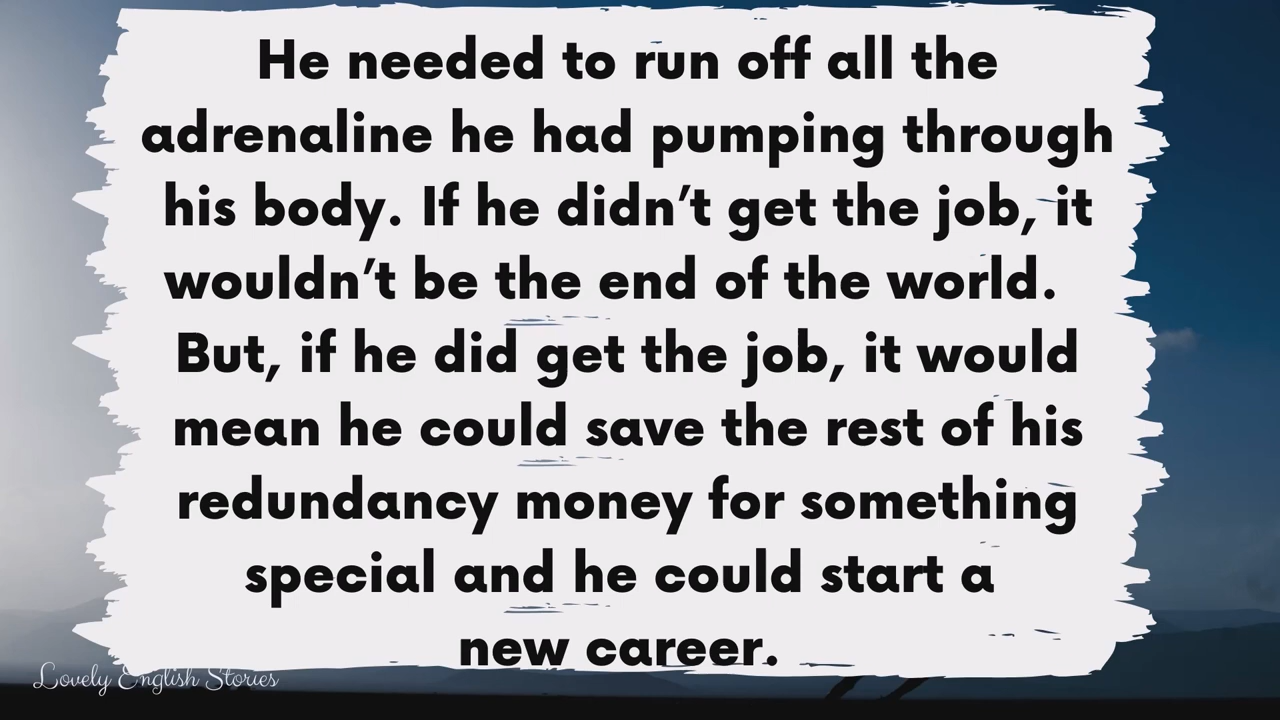 He needed to run off all the
adrenaline he had pumping through
his body. If he didn’t get the job, it
wouldn’t be the end of the world.
But, if he did get the job, it would
mean he could save the rest of his
redundancy money for something
special and he could start a
new career.
Lovely English Stories